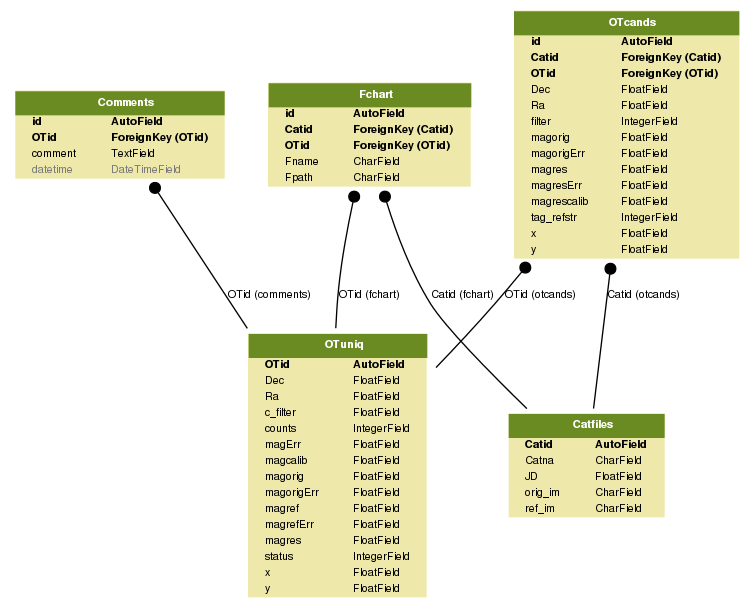 Comments
id AutoField
OTid ForeignKey (OTid)
comment TextField
datetime DateTimeField
Fchart
id AutoField
Catid ForeignKey (Catid)
OTid ForeignKey (OTid)
Fname CharField
Fpath CharField
OTcands
id AutoField
Catid ForeignKey (Catid)
OTid ForeignKey (OTid)
Dec FloatField
Ra FloatField
filter IntegerField
magorig FloatField
magorigErr FloatField
magres FloatField
magresErr FloatField
magrescalib FloatField
tag_refstr IntegerField
x FloatField
y FloatField
OTid (comments)
OTid (fchart)
Catid (fchart)
OTid (otcands)
Catid (otcands)
OTuniq
OTid AutoField
Dec FloatField
Ra FloatField
c_filter FloatField
counts IntegerField
magErr FloatField
magcalib FloatField
magorig FloatField
magorigErr FloatField
magref FloatField
magrefErr FloatField
magres FloatField
status IntegerField
x FloatField
y FloatField
Catfiles
Catid AutoField
Catna CharField
JD FloatField
orig_im CharField
ref_im CharField